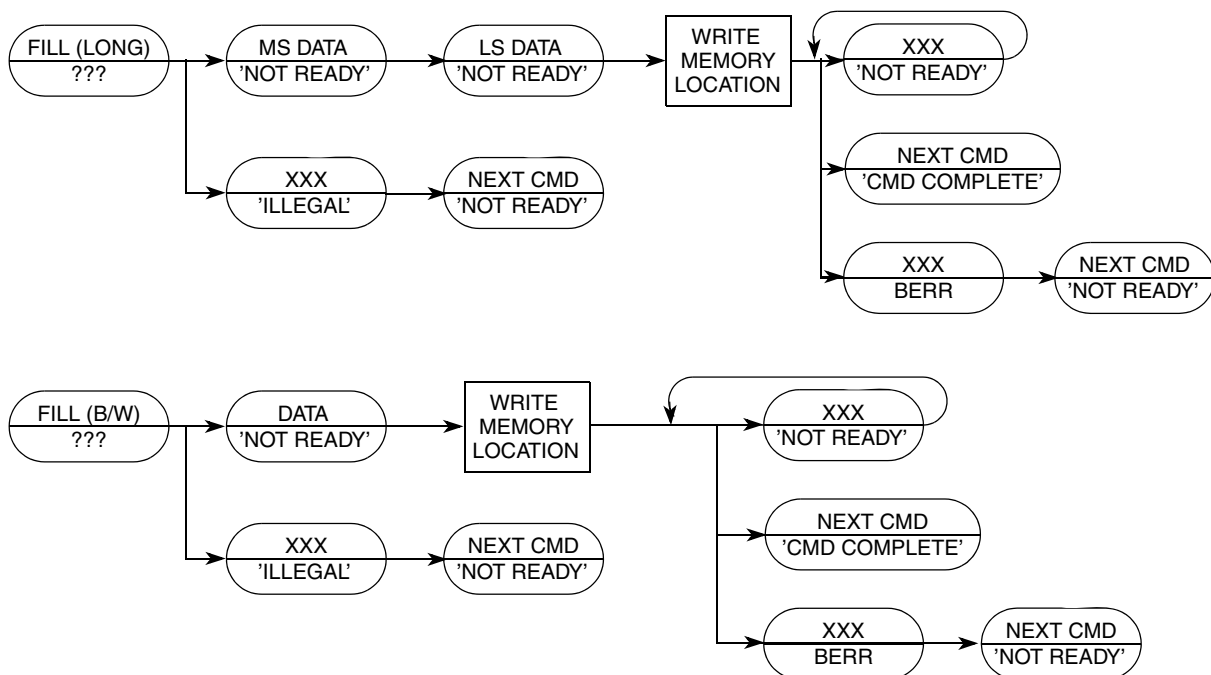 FILL (LONG)
???
MS DATA
'NOT READY'
LS DATA
'NOT READY'
WRITE
MEMORY
LOCATION
XXX
'NOT READY'
XXX
'ILLEGAL'
NEXT CMD
'NOT READY'
NEXT CMD
'CMD COMPLETE'
XXX
BERR
NEXT CMD
'NOT READY'
FILL (B/W)
???
DATA
'NOT READY'
WRITE
MEMORY
LOCATION
XXX
'NOT READY'
XXX
'ILLEGAL'
NEXT CMD
'NOT READY'
NEXT CMD
'CMD COMPLETE'
XXX
BERR
NEXT CMD
'NOT READY'